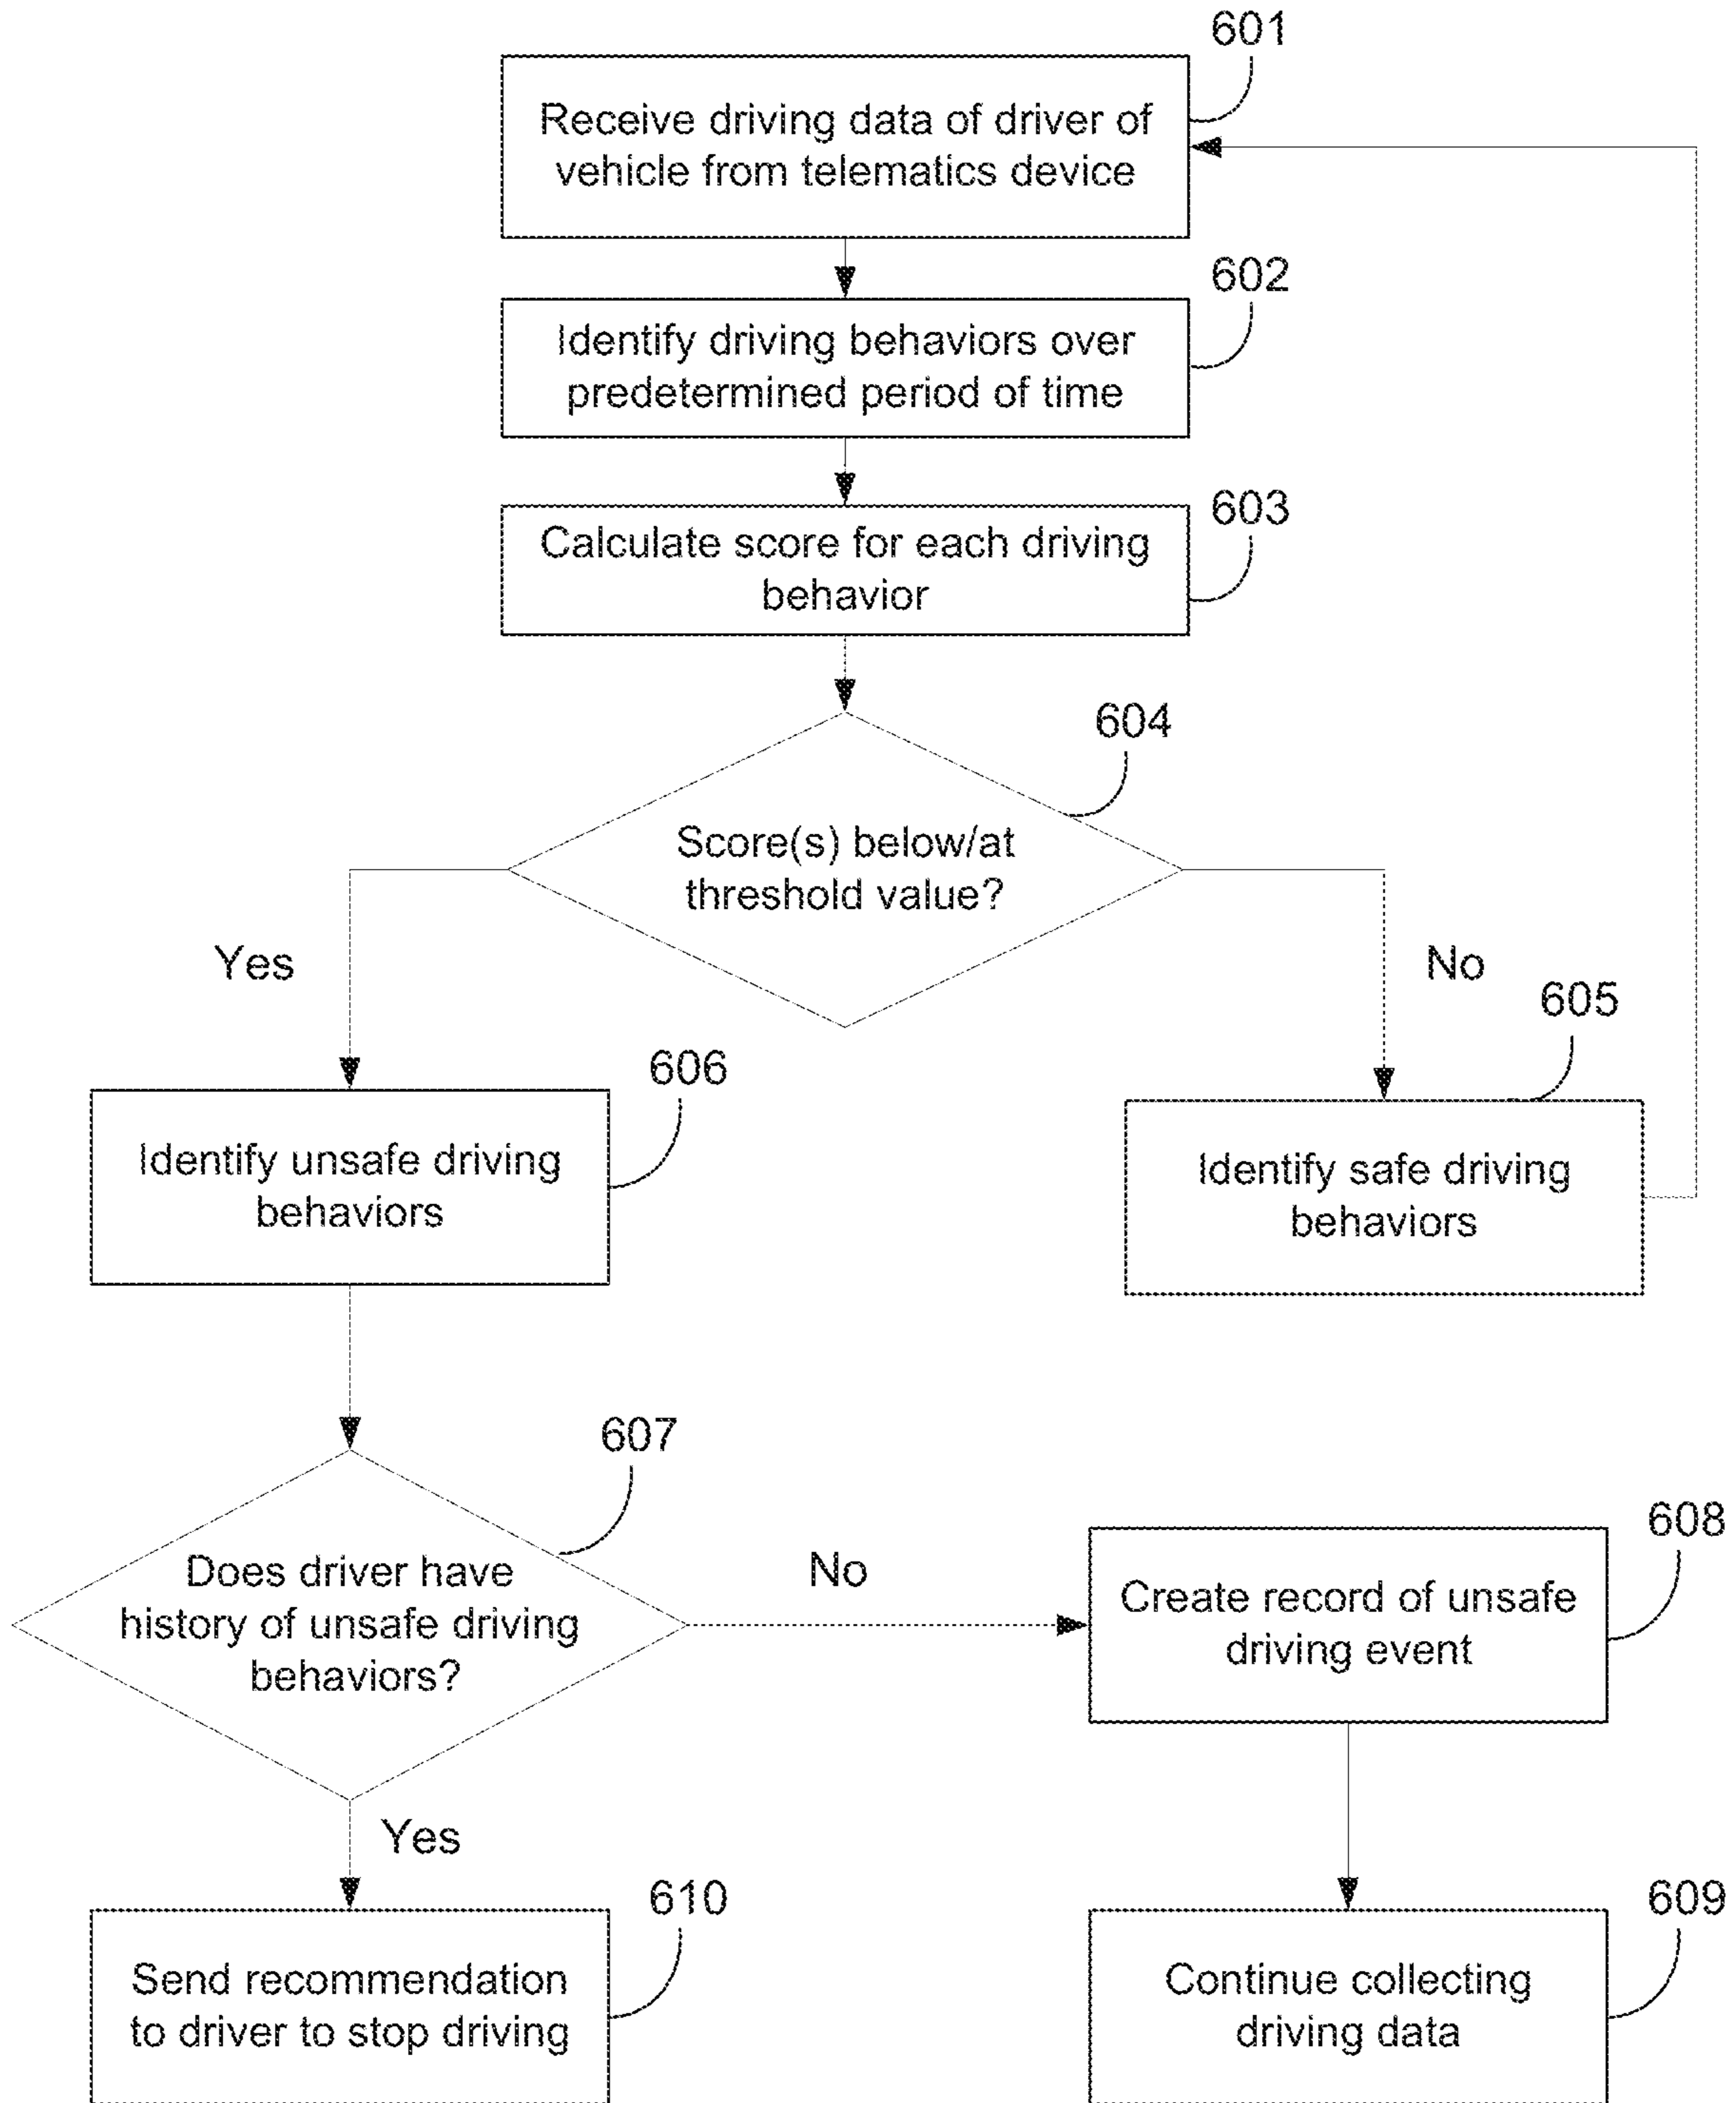 601
Receive driving data of driver of
vehicle from telematics device
602
Identify driving behaviors over
predetermined period of time
603
Calculate score for each driving
behavior
604
Score(s) below/at
threshold value?
Yes
No
605
606
Identify unsafe driving
behaviors
Identify safe driving
behaviors
607
Does driver have
history of unsafe driving
behaviors?
No
608
Create record of unsafe
driving event
Yes
610
Send recommendation
to driver to stop driving
609
Continue collecting
driving data